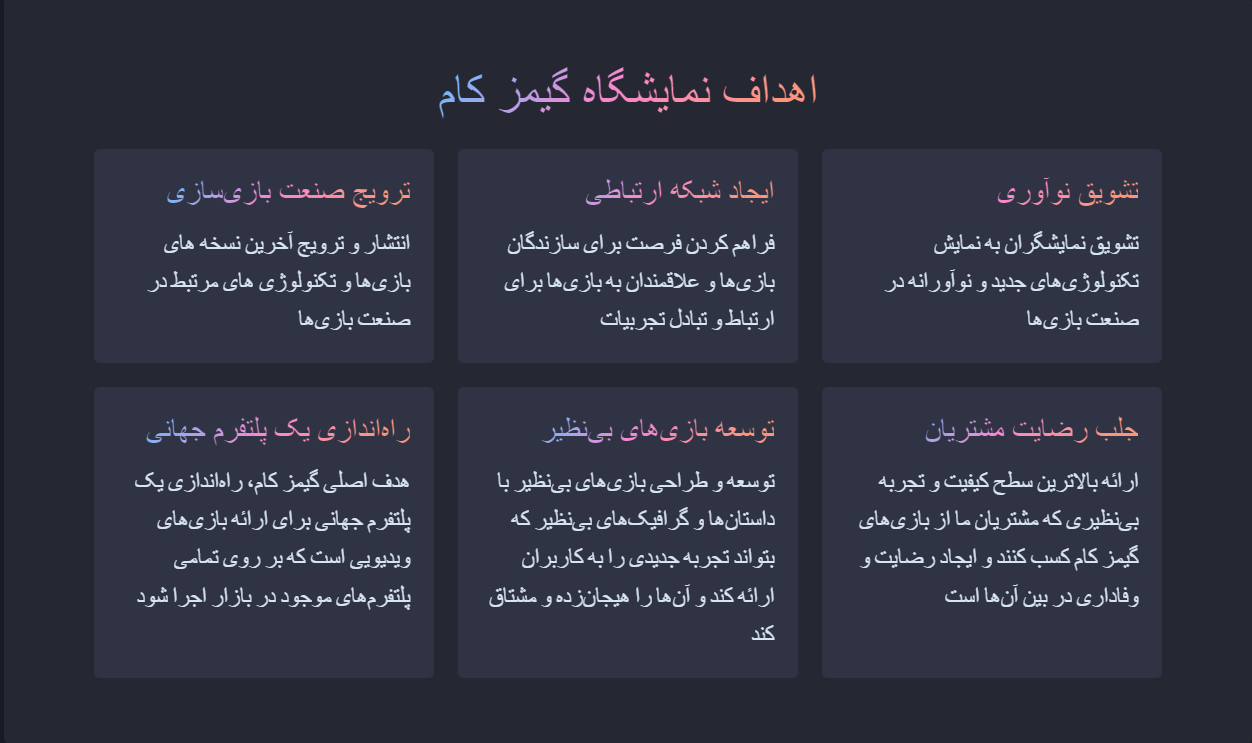 اهداف نمایشگاه گیمز کام
تشویق نوآوری
تشویق نمایشگران به نمایش
تکنولوژی‌های جدید و نوآورانه در
صنعت بازی‌ها
ایجاد شبکه ارتباطی
فراهم کردن فرصت برای سازندگان
بازی‌ها و علاقمندان به بازی‌ها برای
ارتباط و تبادل تجربیات
ترویج صنعت بازی‌سازی
انتشار و ترویج آخرین نسخه های
بازی‌ها و تکنولوژی های مرتبط در
صنعت بازی‌ها
جلب رضایت مشتریان
ارائه بالاترین سطح کیفیت و تجربه
بی‌نظیری که مشتریان ما از بازی‌های
گیمز کام کسب کنند و ایجاد رضایت و
وفاداری در بین آن‌ها است
توسعه بازی‌های بی‌نظیر
توسعه و طراحی بازی‌های بی‌نظیر با
داستان‌ها و گرافیک‌های بی‌نظیر که
بتواند تجربه جدیدی را به کاربران
ارائه کند و آن‌ها را هیجان‌زده و مشتاق
کند
راه‌اندازی یک پلتفرم جهانی
هدف اصلی گیمز کام، راه‌اندازی یک
پلتفرم جهانی برای ارائه بازی‌های
ویدیویی است که بر روی تمامی
پلتفرم‌های موجود در بازار اجرا شود